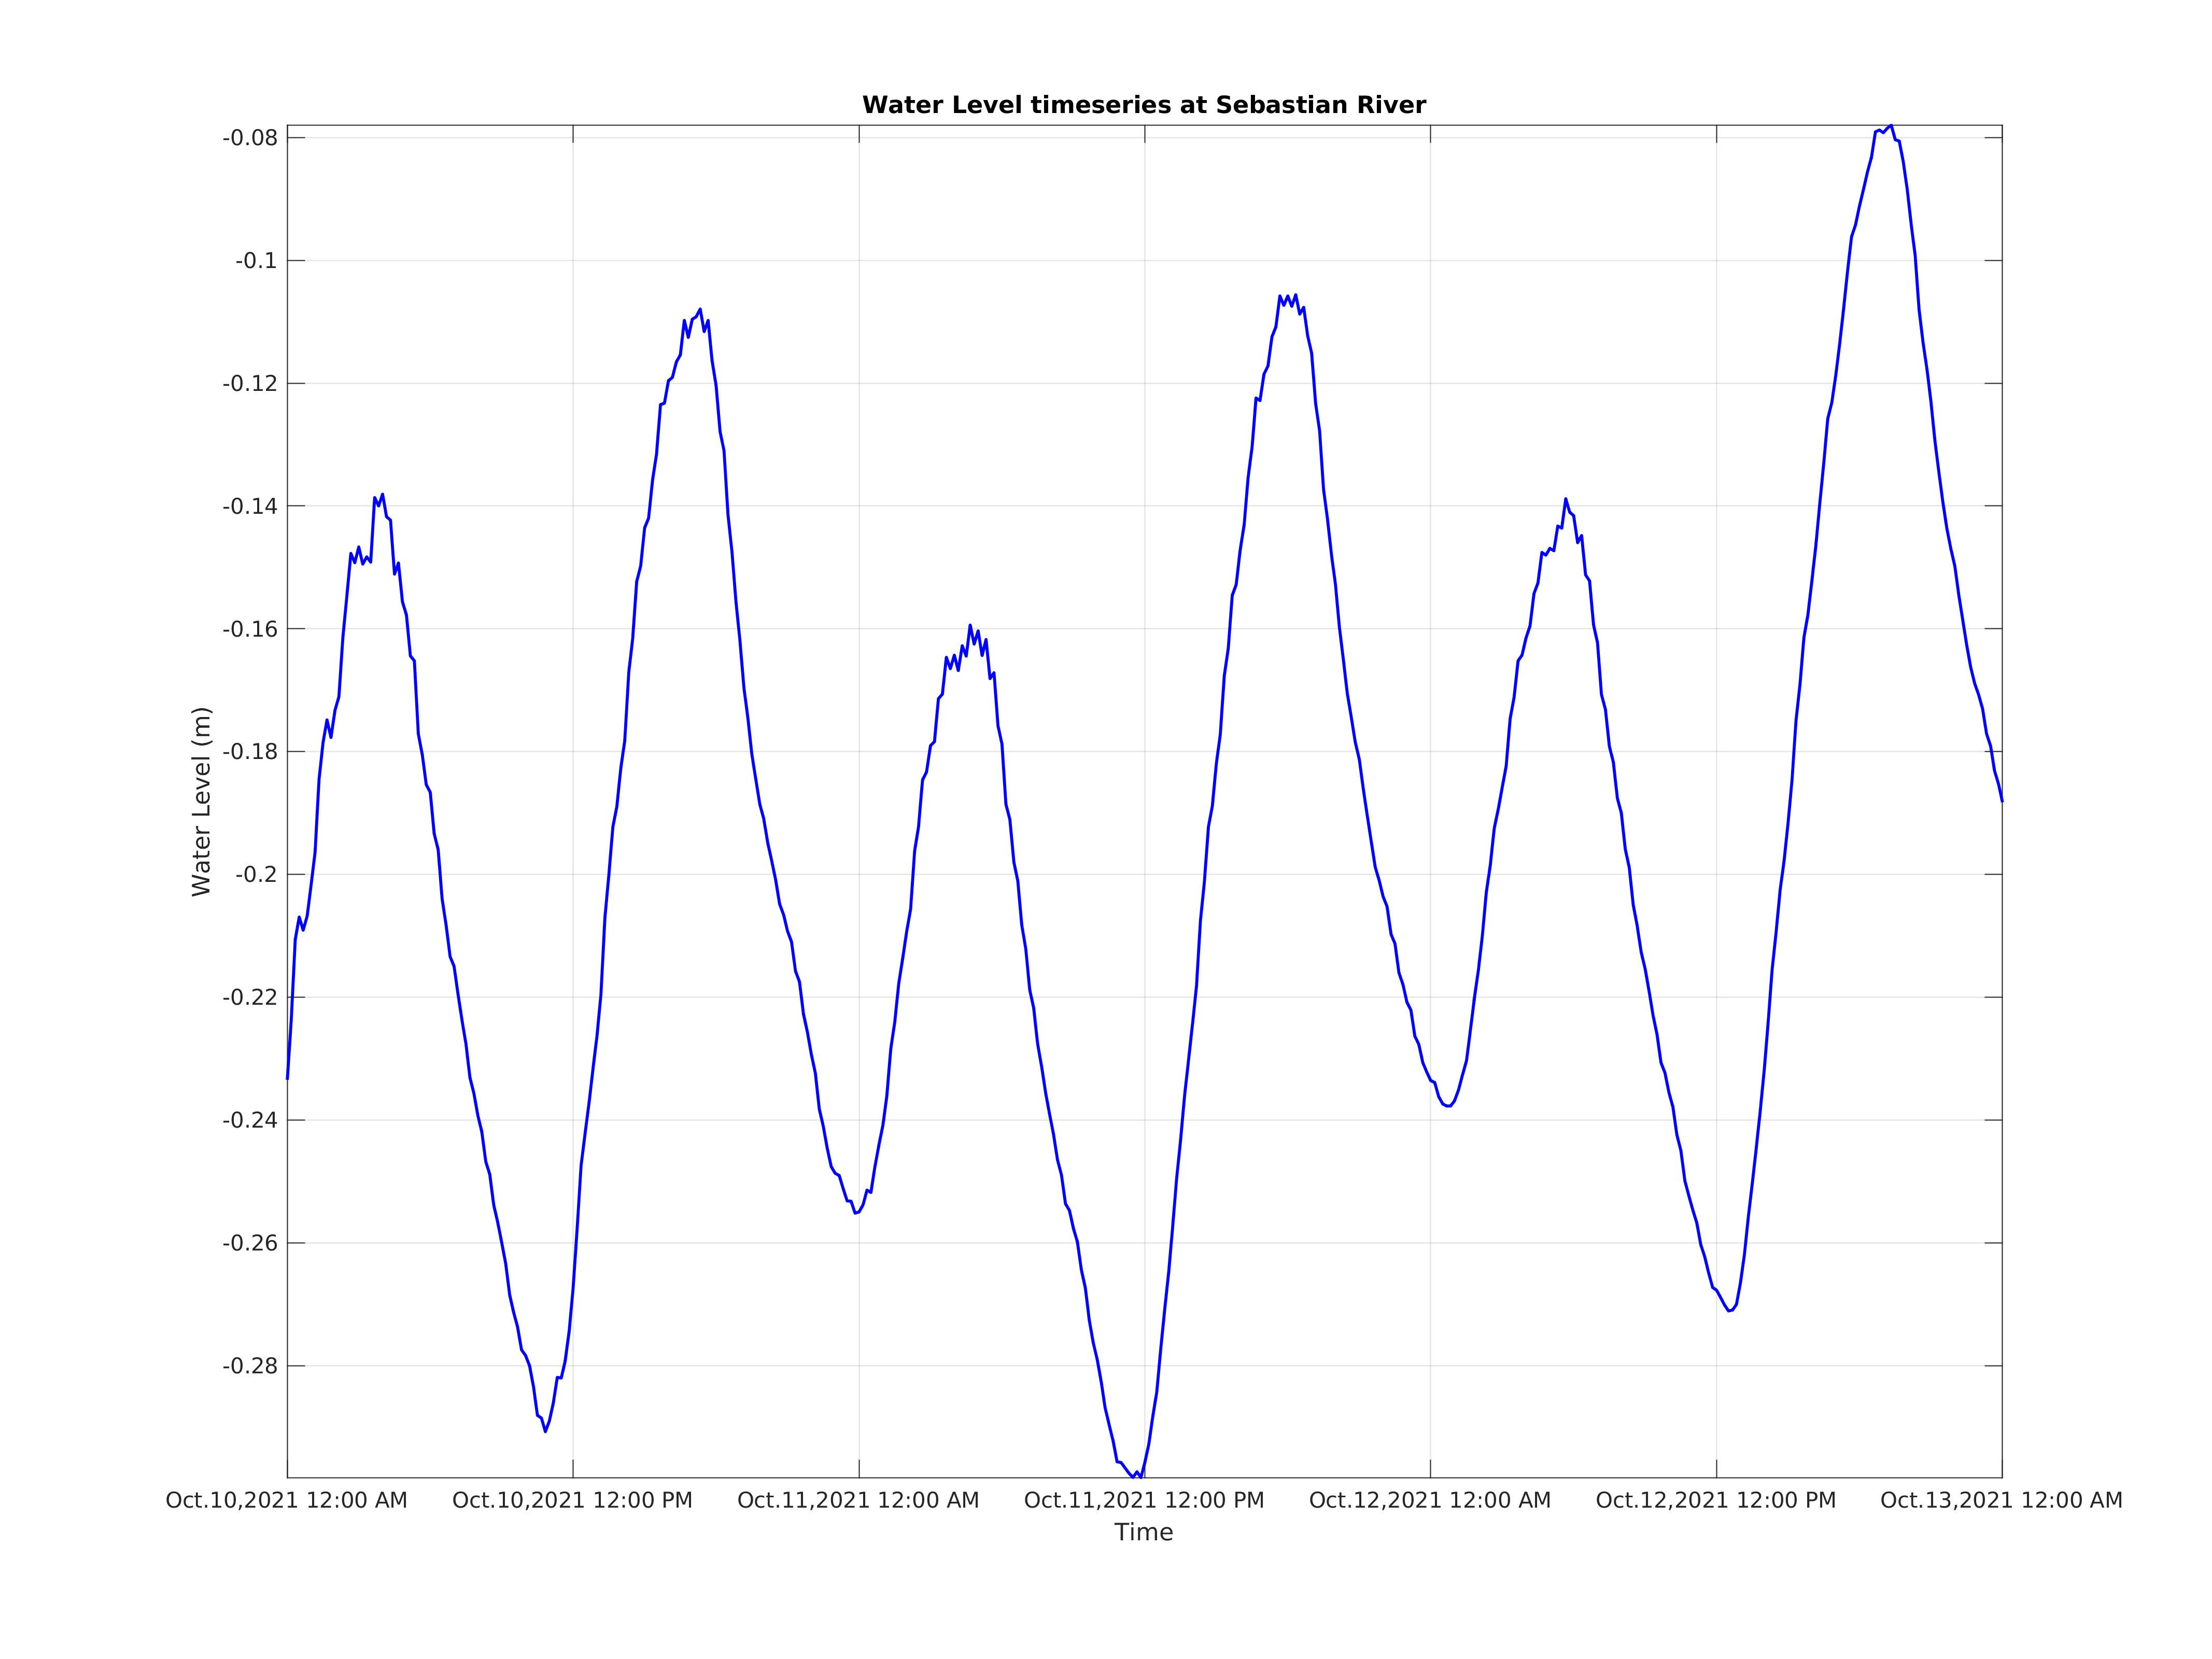 Water Level timeseries at Sebastian River
-0.08
-0.1
-0.12
-0.14
-0.16
-0.18
-0.2
-0.22
-0.24
-0.26
-0.28
Water Level (m)
Oct.10,2021 12:00 AM
Oct.10,2021 12:00 PM
Oct.11,2021 12:00 AM
Oct.11,2021 12:00 PM
Oct.12,2021 12:00 AM
Oct.12,2021 12:00 PM
Oct.13,2021 12:00 AM
Time